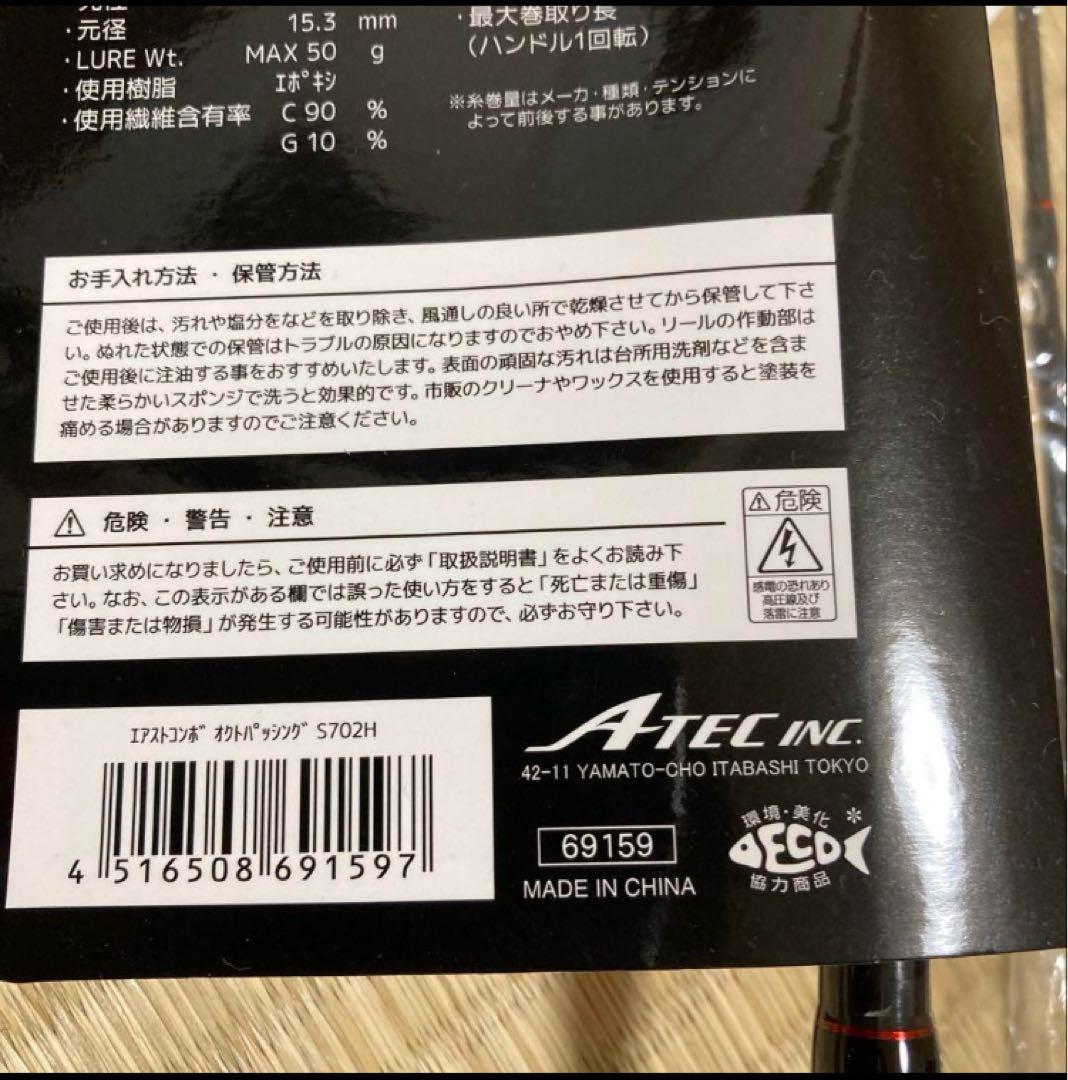 ・元径 15.3 mm
・LURE Wt. MAX 50 g
・使用樹脂 ｴﾎﾟｷｼ
・使用繊維含有率 C 90 %
G 10 %
・最大巻取り長
（ハンドル1回転）
※糸巻量はメーカ・種類・テンションに
よって前後する事があります。
お手入れ方法 ・ 保管方法
ご使用後は、汚れや塩分をなどを取り除き、風通しの良い所で乾燥させてから保管して下さ
い。ぬれた状態での保管はトラブルの原因になりますのでおやめ下さい。リールの作動部は
ご使用後に注油する事をおすすめいたします。表面の頑固な汚れは台所用洗剤などを含ま
せた柔らかいスポンジで洗うと効果的です。市販のクリーナやワックスを使用すると塗装を
痛める場合がありますのでご注意ください。
⚠ 危険 ・ 警告 ・ 注意
お買い求めになりましたら、ご使用前に必ず「取扱説明書」をよくお読み下
さい。なお、この表示がある欄では誤った使い方をすると「死亡または重傷」
「傷害または物損」が発生する可能性がありますので、必ずお守り下さい。
⚠危険
感電の恐れあり
高圧線及び
落雷に注意
ｴｱｽﾄｺﾝﾎﾞ ｵｸﾄﾊﾟｯｼﾝｸﾞ S702H
4 516508 691597
A-TEC INC.
42-11 YAMATO-CHO ITABASHI TOKYO
69159
MADE IN CHINA
環境・美化
ECO
協力商品